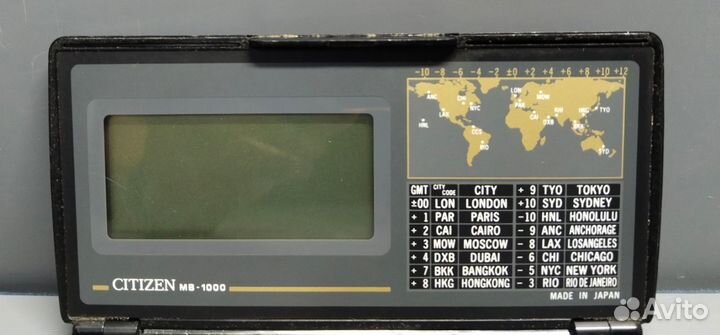 -10 -8 -6 -4 -2 ±0 +2 +4 +6 +8 +10 +12
LON MOW
ANC CHI NYC PAR
LAX CAI KHI HKG TYO
HNL DXB
CCS
RIO SYD
GMT CITY CODE CITY + 9 TYO TOKYO
±00 LON LONDON +10 SYD SYDNEY
+ 1 PAR PARIS -10 HNL HONOLULU
+ 2 CAI CAIRO - 9 ANC ANCHORAGE
+ 3 MOW MOSCOW - 8 LAX LOSANGELES
+ 4 DXB DUBAI - 6 CHI CHICAGO
+ 7 BKK BANGKOK - 5 NYC NEW YORK
+ 8 HKG HONGKONG - 3 RIO RIO DE JANEIRO
MADE IN JAPAN
CITIZEN MB-1000
Avito